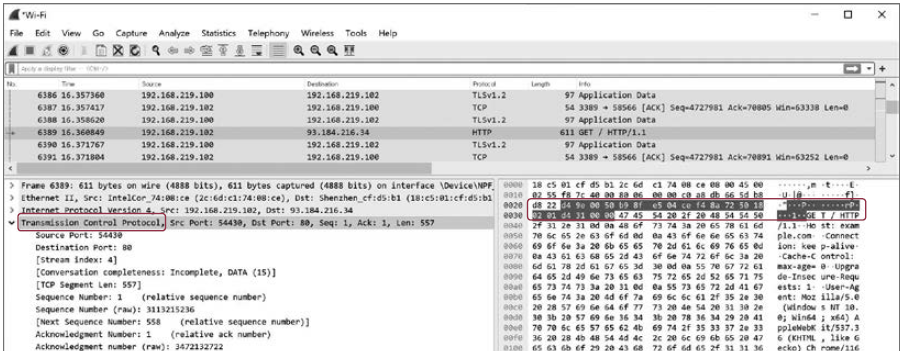 *Wi-Fi
File Edit View Go Capture Analyze Statistics Telephony Wireless Tools Help
Apply a display filter
No. Time Source Destination Protocol Length Info
6386 16.357360 192.168.219.100 192.168.219.102 TLSv1.2 97 Application Data
6387 16.357417 192.168.219.102 192.168.219.100 TCP 54 3389 → 58566 [ACK] Seq=4727981 Ack=70805 Win=63338 Len=0
6388 16.358620 192.168.219.100 192.168.219.102 TLSv1.2 97 Application Data
6389 16.360849 192.168.219.102 93.184.216.34 HTTP 611 GET / HTTP/1.1
6390 16.371767 192.168.219.100 192.168.219.102 TLSv1.2 97 Application Data
6391 16.371804 192.168.219.102 192.168.219.100 TCP 54 3389 → 58566 [ACK] Seq=4727981 Ack=70891 Win=63252 Len=0
Frame 6389: 611 bytes on wire (4888 bits), 611 bytes captured (4888 bits) on interface \Device\NPF_
Ethernet II, Src: IntelCor_74:08:ce (2c:6d:c1:74:08:ce), Dst: Shenzhen_cf:d5:b1 (18:c5:01:cf:d5:b1)
Internet Protocol Version 4, Src: 192.168.219.102, Dst: 93.184.216.34
Transmission Control Protocol, Src Port: 54430, Dst Port: 80, Seq: 1, Ack: 1, Len: 557
Source Port: 54430
Destination Port: 80
[Stream index: 4]
[Conversation completeness: Incomplete, DATA (15)]
[TCP Segment Len: 557]
Sequence Number: 1 (relative sequence number)
Sequence Number (raw): 3113215236
[Next Sequence Number: 558 (relative sequence number)]
Acknowledgment Number: 1 (relative ack number)
Acknowledgment number (raw): 3472132722
0000 18 c5 01 cf d5 b1 2c 6d c1 74 08 ce 08 00 45 00
0010 02 55 f8 7c 40 00 80 06 00 00 c0 a8 db 66 5d b8
0020 d8 22 d4 9e 00 50 b9 8f e5 04 ce f4 8a 72 50 18
0030 02 01 d4 31 00 00 47 45 54 20 2f 20 48 54 54 50 GE T / HTTP
0040 2f 31 2e 31 0d 0a 48 6f 73 74 3a 20 65 78 61 6d /1.1··Ho st: exam
0050 70 6c 65 2e 63 6f 6d 0d 0a 43 6f 6e 6e 65 63 74 ple.com· ·Connect
0060 69 6f 6e 3a 20 6b 65 65 70 2d 61 6c 69 76 65 0d ion: kee p-alive·
0070 0a 43 61 63 68 65 2d 43 6f 6e 74 72 6f 6c 3a 20 ·Cache-C ontrol:
0080 6d 61 78 2d 61 67 65 3d 30 0d 0a 55 70 67 72 61 max-age= 0··Upgra
0090 64 65 2d 49 6e 73 65 63 75 72 65 2d 52 65 71 75 de-Insec ure-Requ
00a0 65 73 74 73 3a 20 31 0d 0a 55 73 65 72 2d 41 67 ests: 1· ·User-Ag
00b0 65 6e 74 3a 20 4d 6f 7a 69 6c 6c 61 2f 35 2e 30 ent: Moz illa/5.0
00c0 20 28 57 69 6e 64 6f 77 73 20 4e 54 20 31 30 2e (Window s NT 10.
00d0 30 3b 20 57 69 6e 36 34 3b 20 78 36 34 29 20 41 0; Win64 ; x64) A
00e0 70 70 6c 65 57 65 62 4b 69 74 2f 35 33 37 2e 33 ppleWebK it/537.3
00f0 36 20 28 4b 48 54 4d 4c 2c 20 6c 69 6b 65 20 47 6 (KHTML , like G
0100 65 63 6b 6f 29 20 43 68 72 6f 6d 65 2f 31 31 36 ecko) Ch rome/116